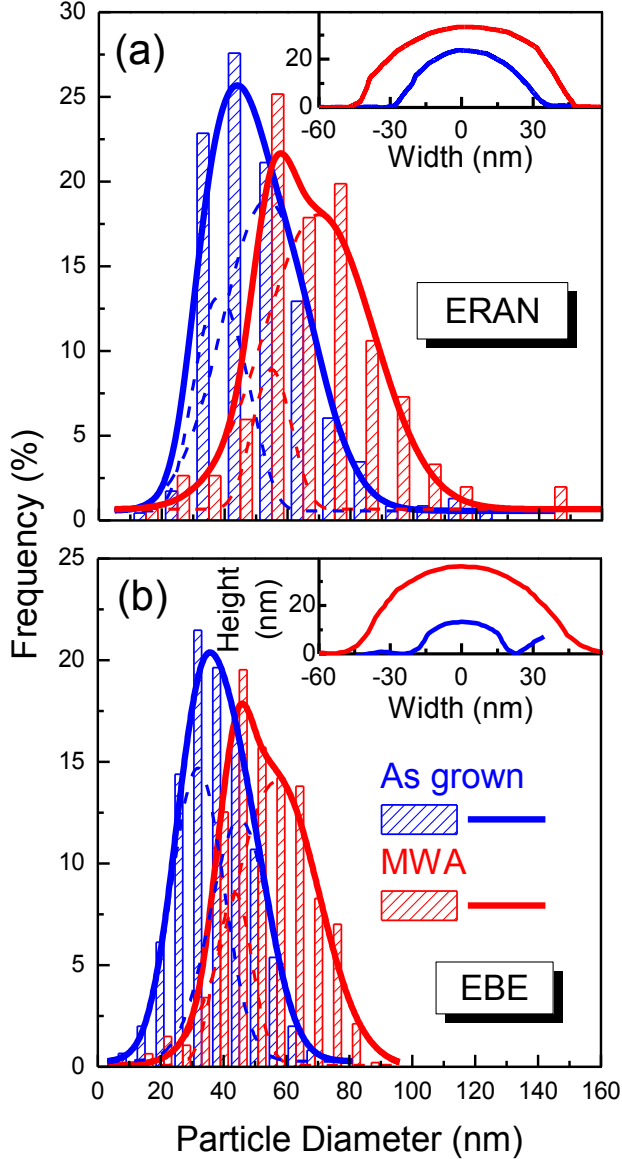 (a)
30
25
20
15
10
5
0
20
0
-60 -30 0 30
Width (nm)
ERAN
Frequency (%)
(b)
25
20
15
10
5
0
Height
(nm)
20
0
-60 -30 0 30
Width (nm)
As grown
MWA
EBE
0 20 40 60 80 100 120 140 160
Particle Diameter (nm)